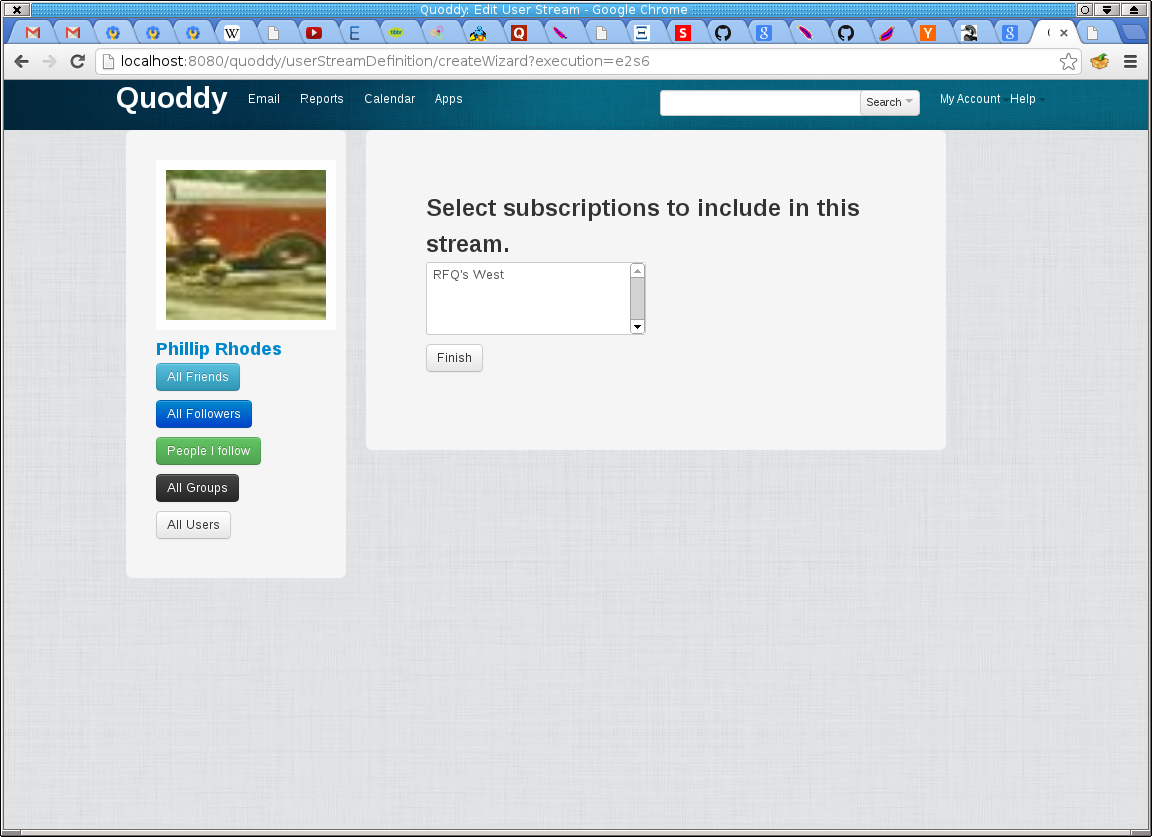 Quoddy: Edit User Stream - Google Chrome
localhost:8080/quoddy/userStreamDefinition/createWizard?execution=e2s6
Quoddy Email Reports Calendar Apps Search My Account Help
Select subscriptions to include in this
stream.
RFQ's West
Finish
Phillip Rhodes
All Friends
All Followers
People I follow
All Groups
All Users